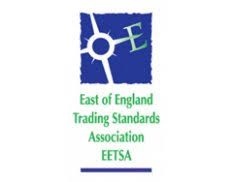 E
East of England
Trading Standards
Association
EETSA